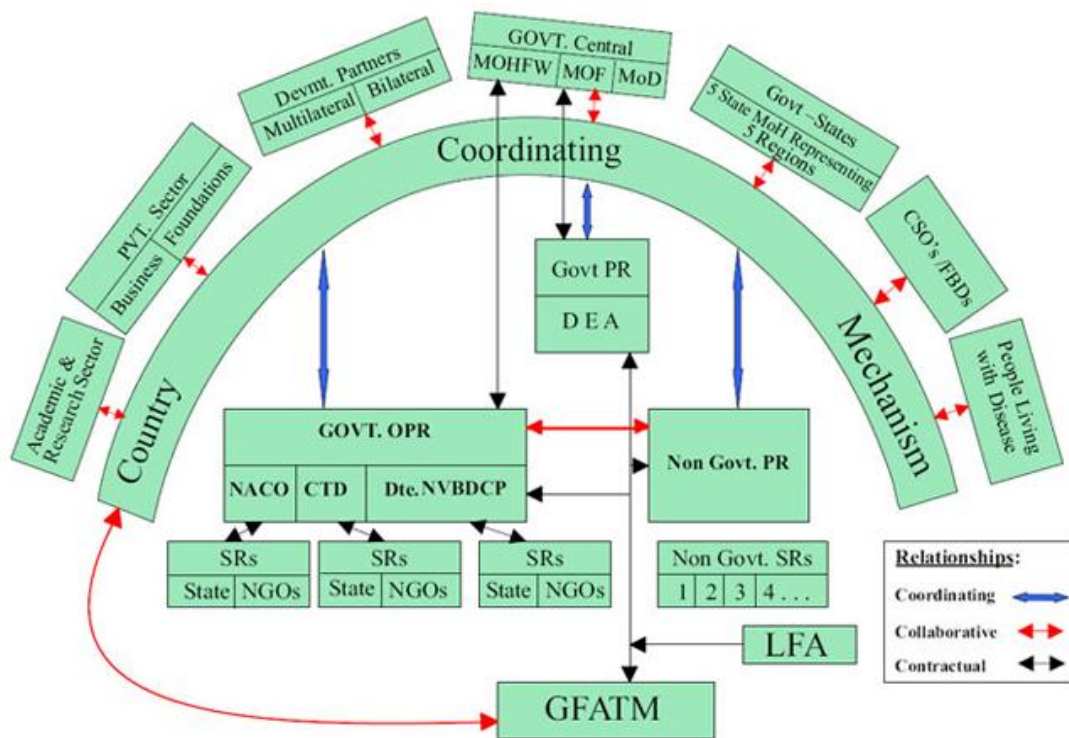 GOVT. Central
MOHFW MOF MoD
Devmt. Partners
Multilateral Bilateral
Govt –States
5 State MoH Representing
5 Regions
PVT. Sector
Business Foundations
CSO's /FBDs
Academic &
Research Sector
People Living
with Disease
Country Coordinating Mechanism
Govt PR
D E A
GOVT. OPR
NACO CTD Dte. NVBDCP
Non Govt. PR
SRs
State NGOs
SRs
State NGOs
SRs
State NGOs
Non Govt. SRs
1 2 3 4 . . .
LFA
GFATM
Relationships:
Coordinating
Collaborative
Contractual